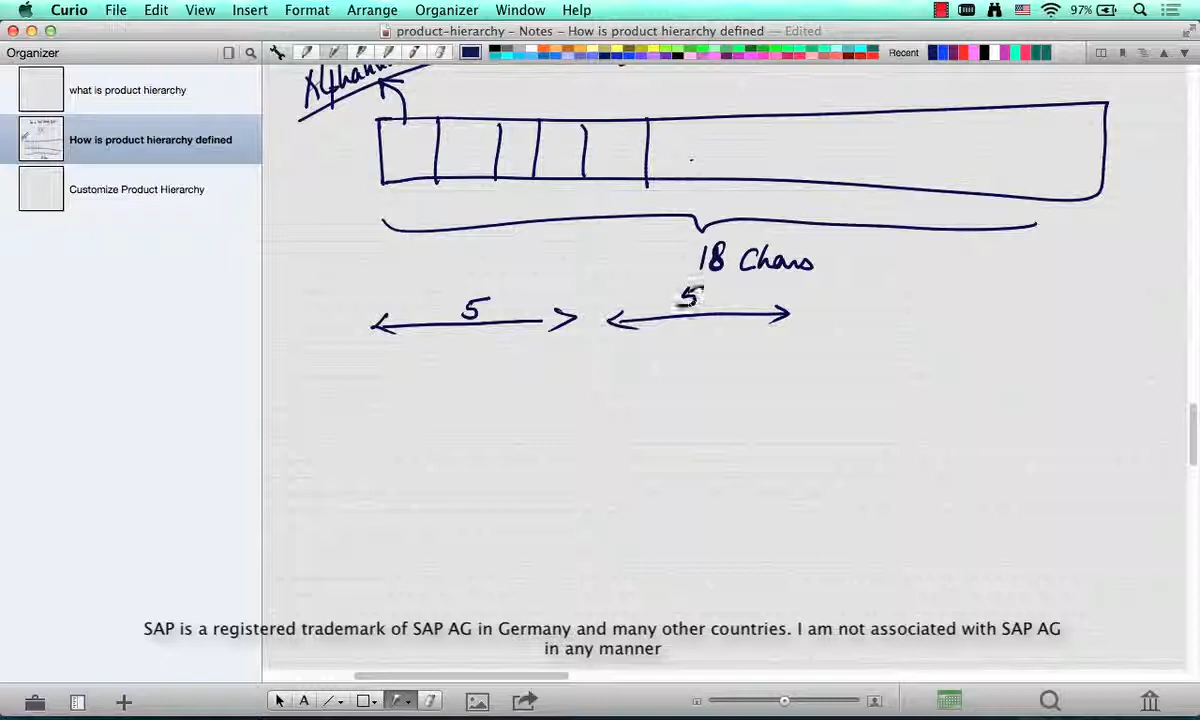 Curio File Edit View Insert Format Arrange Organizer Window Help 97%
product-hierarchy – Notes – How is product hierarchy defined — Edited
Organizer
Recent
what is product hierarchy
How is product hierarchy defined
Customize Product Hierarchy
18 Chars
5
5
SAP is a registered trademark of SAP AG in Germany and many other countries. I am not associated with SAP AG
in any manner
A